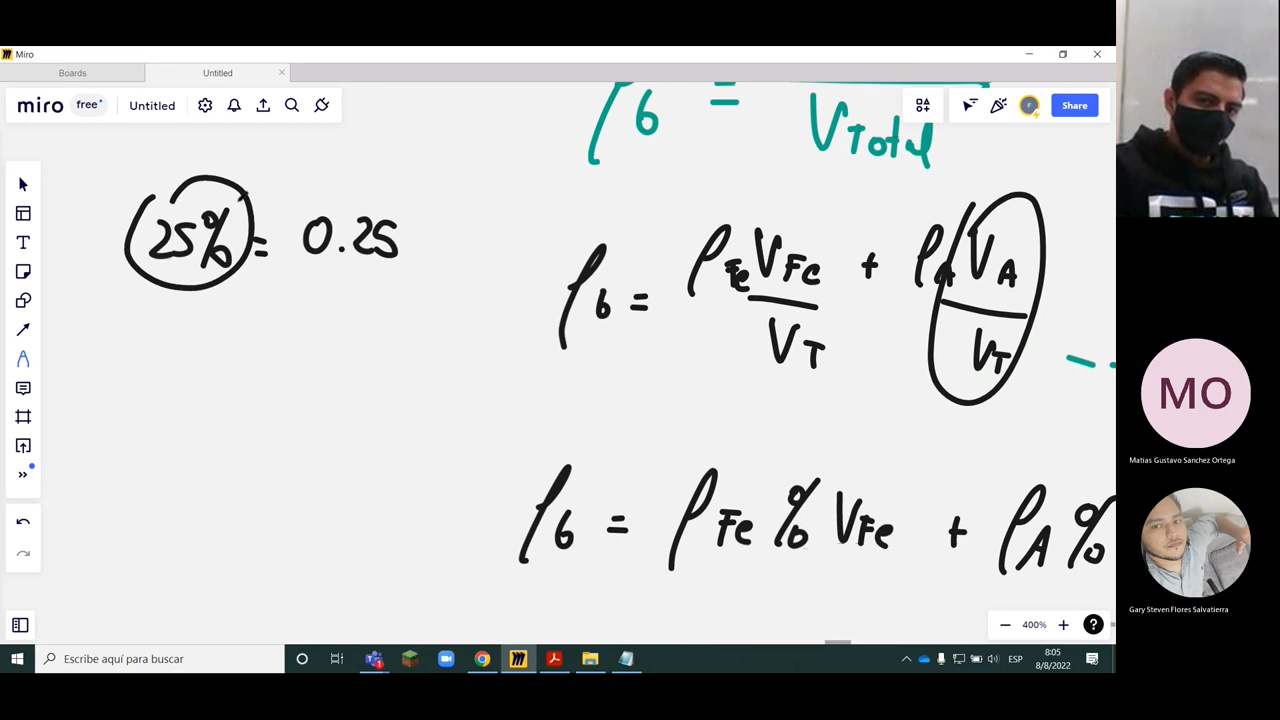 Miro
Boards
Untitled
miro
free
Untitled
Share
ρ6 =
VTotal
25% = 0.25
ρ6 = ρFe VFe + ρA VA
VT VT
ρ6 = ρFe % VFe + ρA %
MO
Matias Gustavo Sanchez Ortega
Gary Steven Flores Salvatierra
400%
Escribe aquí para buscar
ESP
8:05
8/8/2022